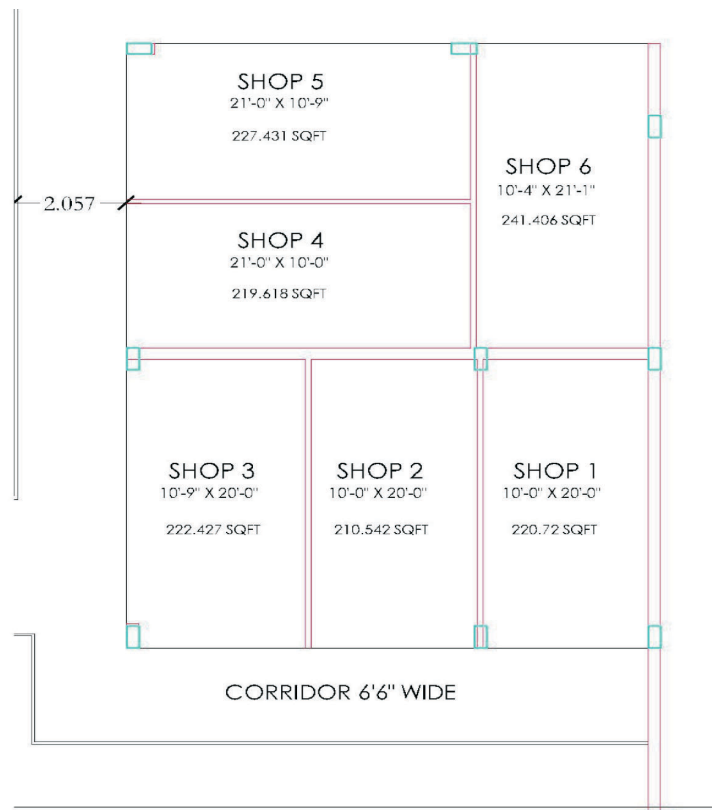 SHOP 5
21'-0" X 10'-9"
227.431 SQFT
SHOP 6
10'-4" X 21'-1"
241.406 SQFT
2.057
SHOP 4
21'-0" X 10'-0"
219.618 SQFT
SHOP 3
10'-9" X 20'-0"
222.427 SQFT
SHOP 2
10'-0" X 20'-0"
210.542 SQFT
SHOP 1
10'-0" X 20'-0"
220.72 SQFT
CORRIDOR 6'6" WIDE